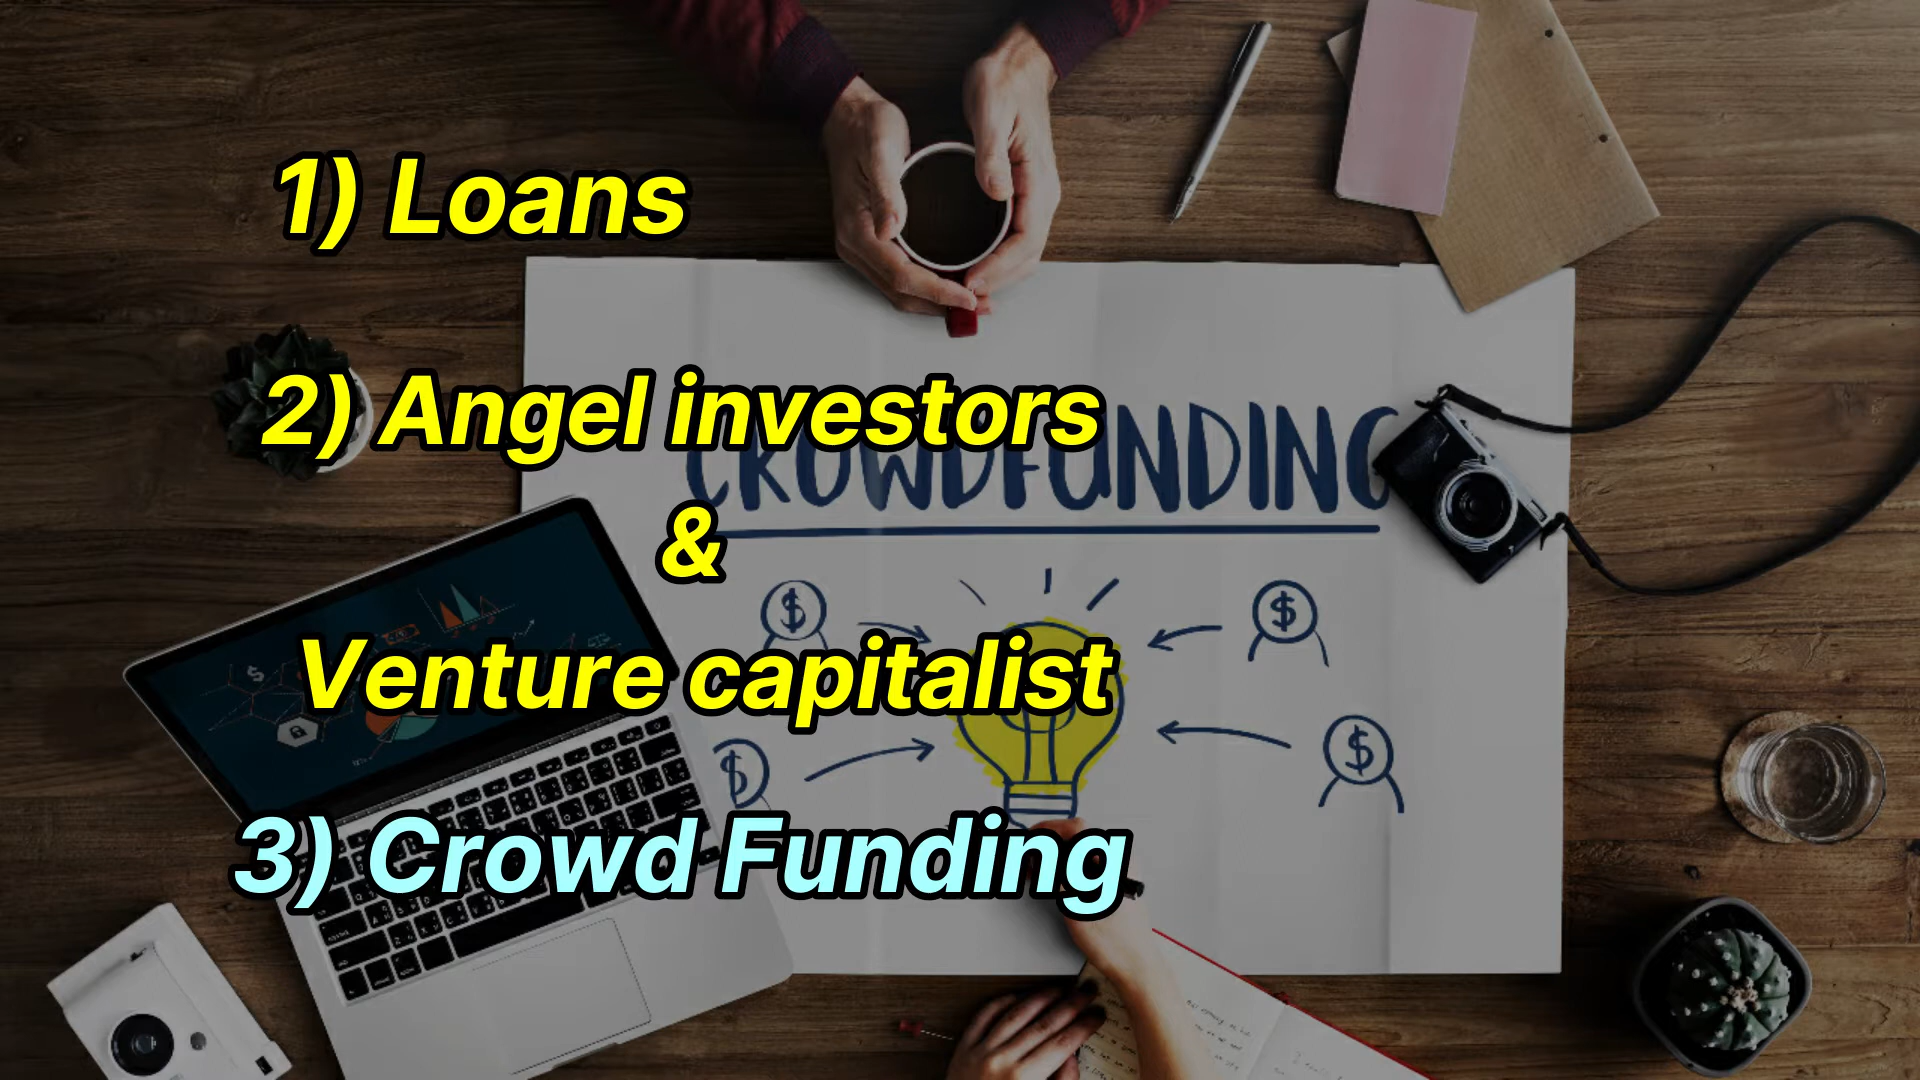 1) Loans
2) Angel investors
CROWDFUNDING
&
$ $
Venture capitalist
$ $
3) Crowd Funding